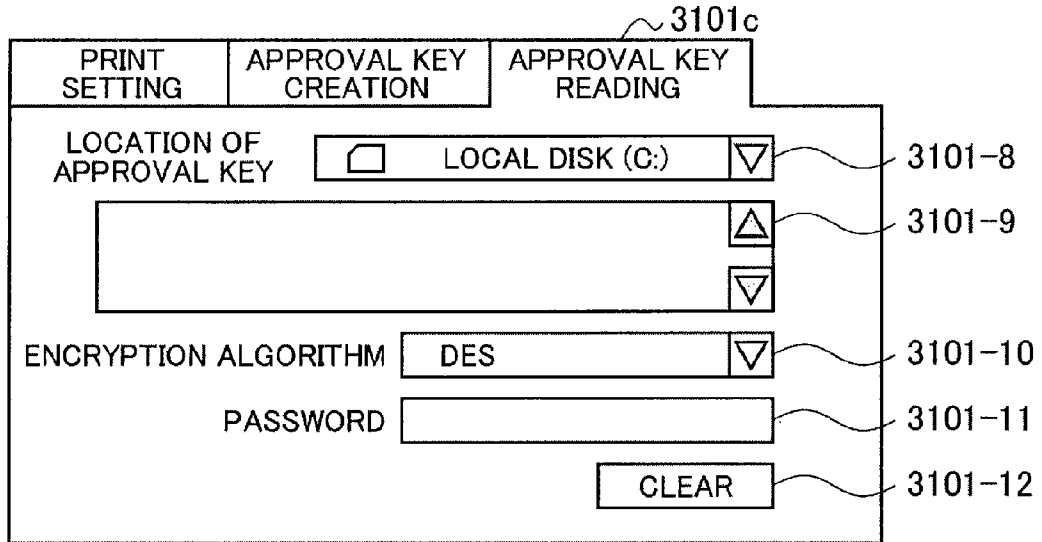 3101c
PRINT SETTING
APPROVAL KEY CREATION
APPROVAL KEY READING
LOCATION OF
APPROVAL KEY
LOCAL DISK (C:)
3101-8
3101-9
ENCRYPTION ALGORITHM
DES
3101-10
PASSWORD
3101-11
CLEAR
3101-12